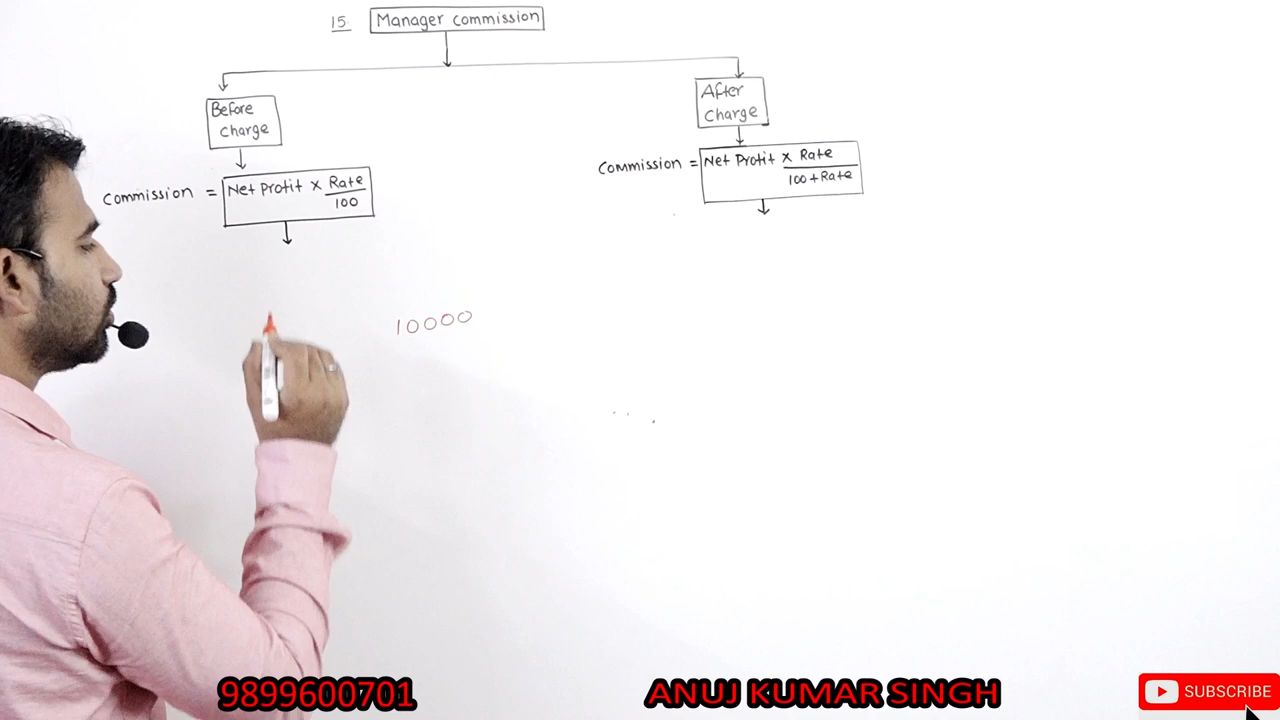 15 Manager commission
Before
charge
Commission = Net Profit x Rate
100
After
charge
Commission = Net Profit x Rate
100 + Rate
10000
9899600701
ANUJ KUMAR SINGH
SUBSCRIBE